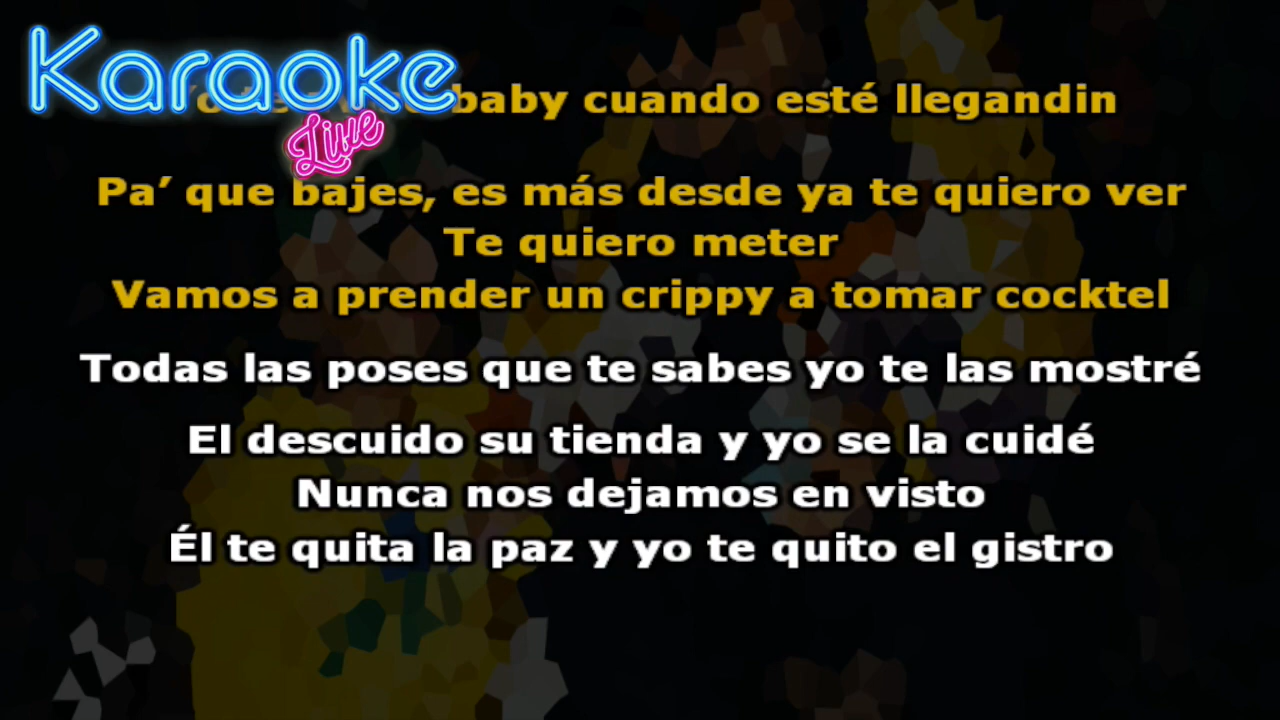 Karaoke
Live
baby cuando esté llegandin
Pa’ que bajes, es más desde ya te quiero ver
Te quiero meter
Vamos a prender un crippy a tomar cocktel
Todas las poses que te sabes yo te las mostré
El descuido su tienda y yo se la cuidé
Nunca nos dejamos en visto
Él te quita la paz y yo te quito el gistro